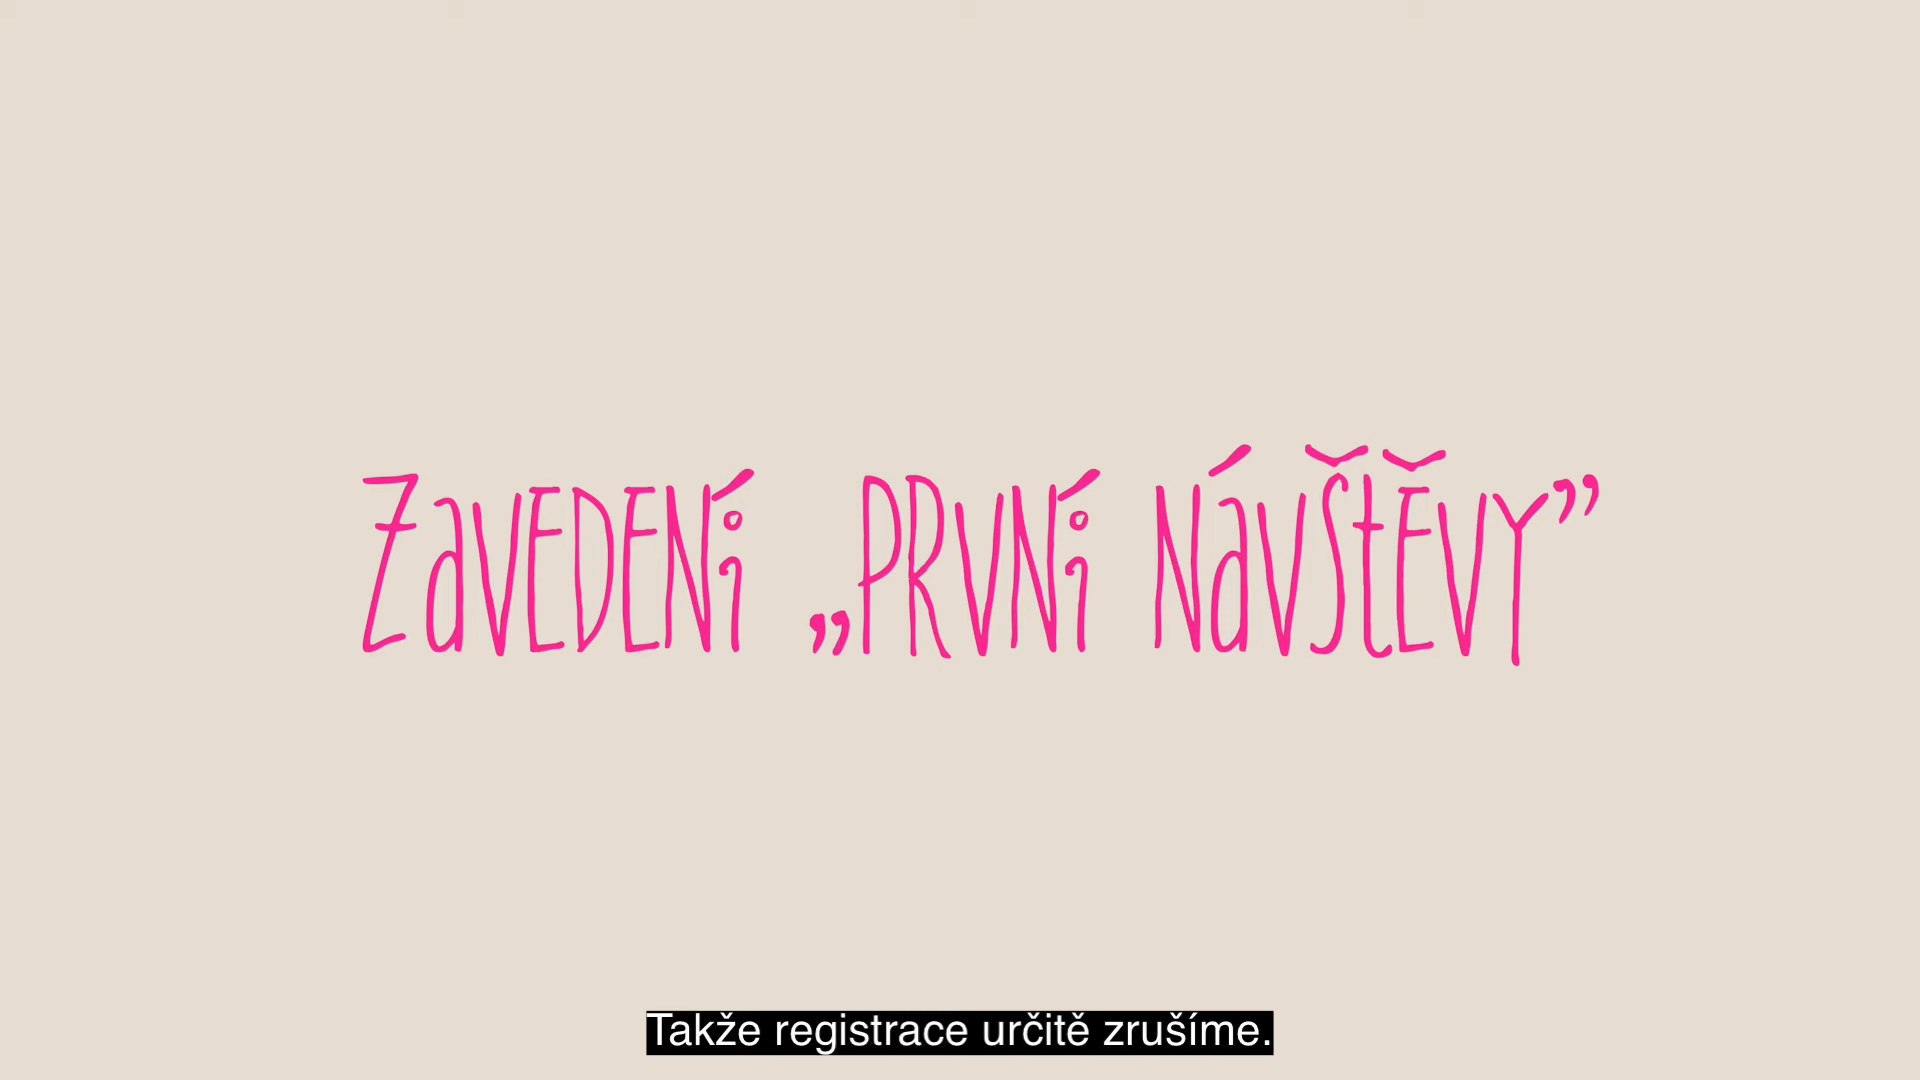 Zavedení „první návštěvy”
Takže registrace určitě zrušíme.